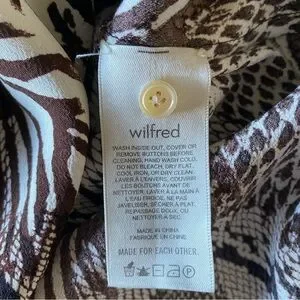 wilfred
WASH INSIDE OUT, COVER OR
REMOVE BUTTONS BEFORE
CLEANING, HAND WASH COLD,
DO NOT BLEACH, DRY FLAT,
COOL IRON, OR DRY CLEAN.
LAVER À L'ENVERS, COUVRIR
LES BOUTONS AVANT DE
NETTOYER, LAVER À LA MAIN À
L'EAU FROIDE, NE PAS
JAVELISER, SÉCHER À PLAT,
REPASSAGE DOUX, OU
NETTOYER À SEC.
MADE IN CHINA
FABRIQUÉ EN CHINE
MADE FOR EACH OTHER.